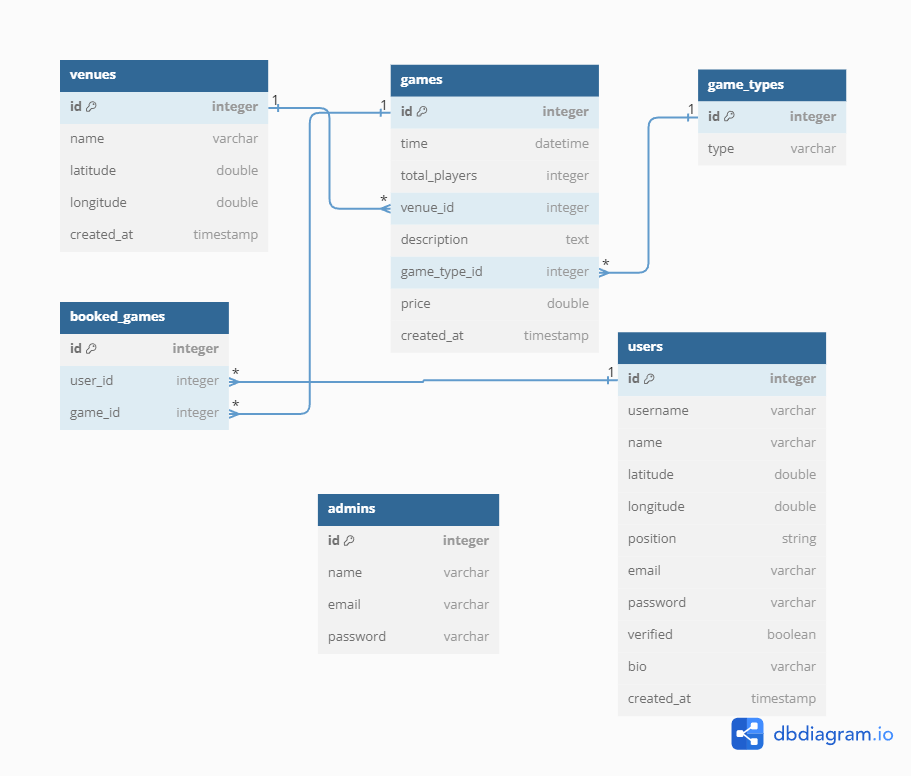 venues
id integer
name varchar
latitude double
longitude double
created_at timestamp
1
games
id integer
time datetime
total_players integer
venue_id integer
description text
game_type_id integer
price double
created_at timestamp
1
*
*
game_types
id integer
type varchar
1
booked_games
id integer
user_id integer
game_id integer
*
*
users
id integer
username varchar
name varchar
latitude double
longitude double
position string
email varchar
password varchar
verified boolean
bio varchar
created_at timestamp
1
admins
id integer
name varchar
email varchar
password varchar
dbdiagram.io